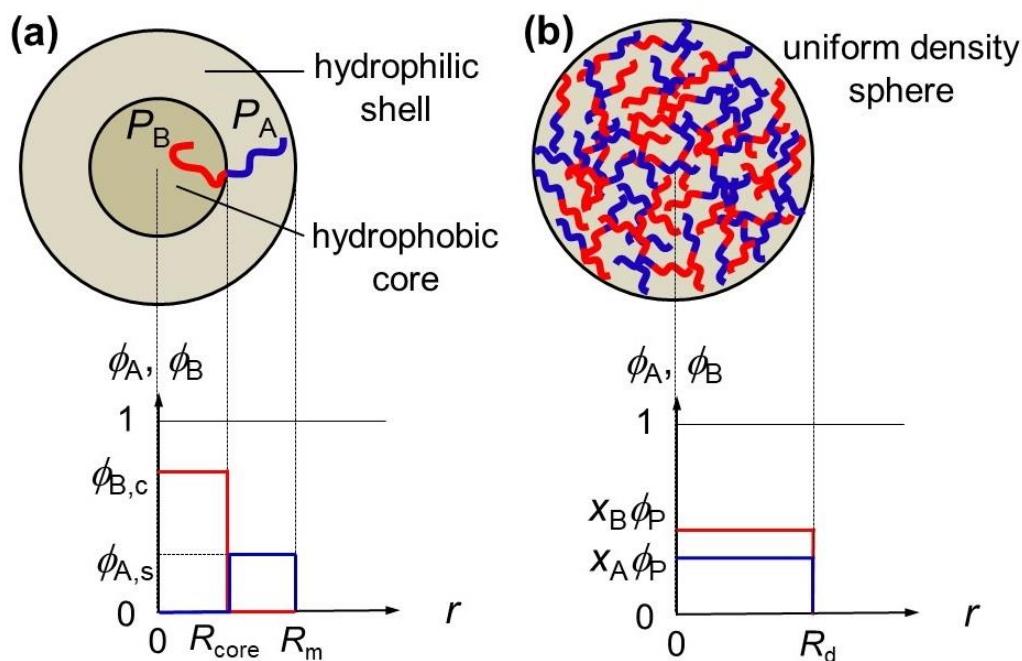 (a)
hydrophilic
shell
P_B
P_A
hydrophobic
core
ϕ_A, ϕ_B
1
ϕ_B,c
ϕ_A,s
0
0
R_core
R_m
r
(b)
uniform density
sphere
ϕ_A, ϕ_B
1
x_Bϕ_P
x_Aϕ_P
0
0
R_d
r